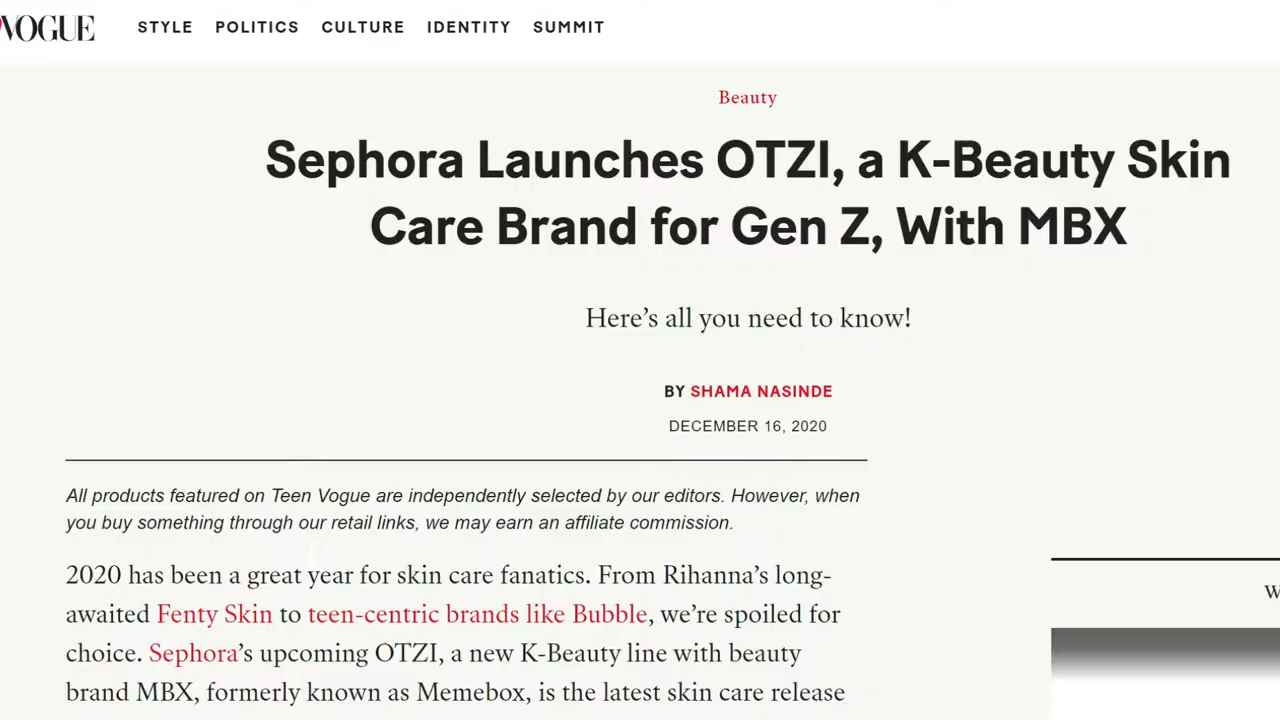 VOGUE STYLE POLITICS CULTURE IDENTITY SUMMIT
Beauty
Sephora Launches OTZI, a K-Beauty Skin
Care Brand for Gen Z, With MBX
Here's all you need to know!
BY SHAMA NASINDE
DECEMBER 16, 2020
All products featured on Teen Vogue are independently selected by our editors. However, when
you buy something through our retail links, we may earn an affiliate commission.
2020 has been a great year for skin care fanatics. From Rihanna's long-
awaited Fenty Skin to teen-centric brands like Bubble, we're spoiled for
choice. Sephora's upcoming OTZI, a new K-Beauty line with beauty
brand MBX, formerly known as Memebox, is the latest skin care release